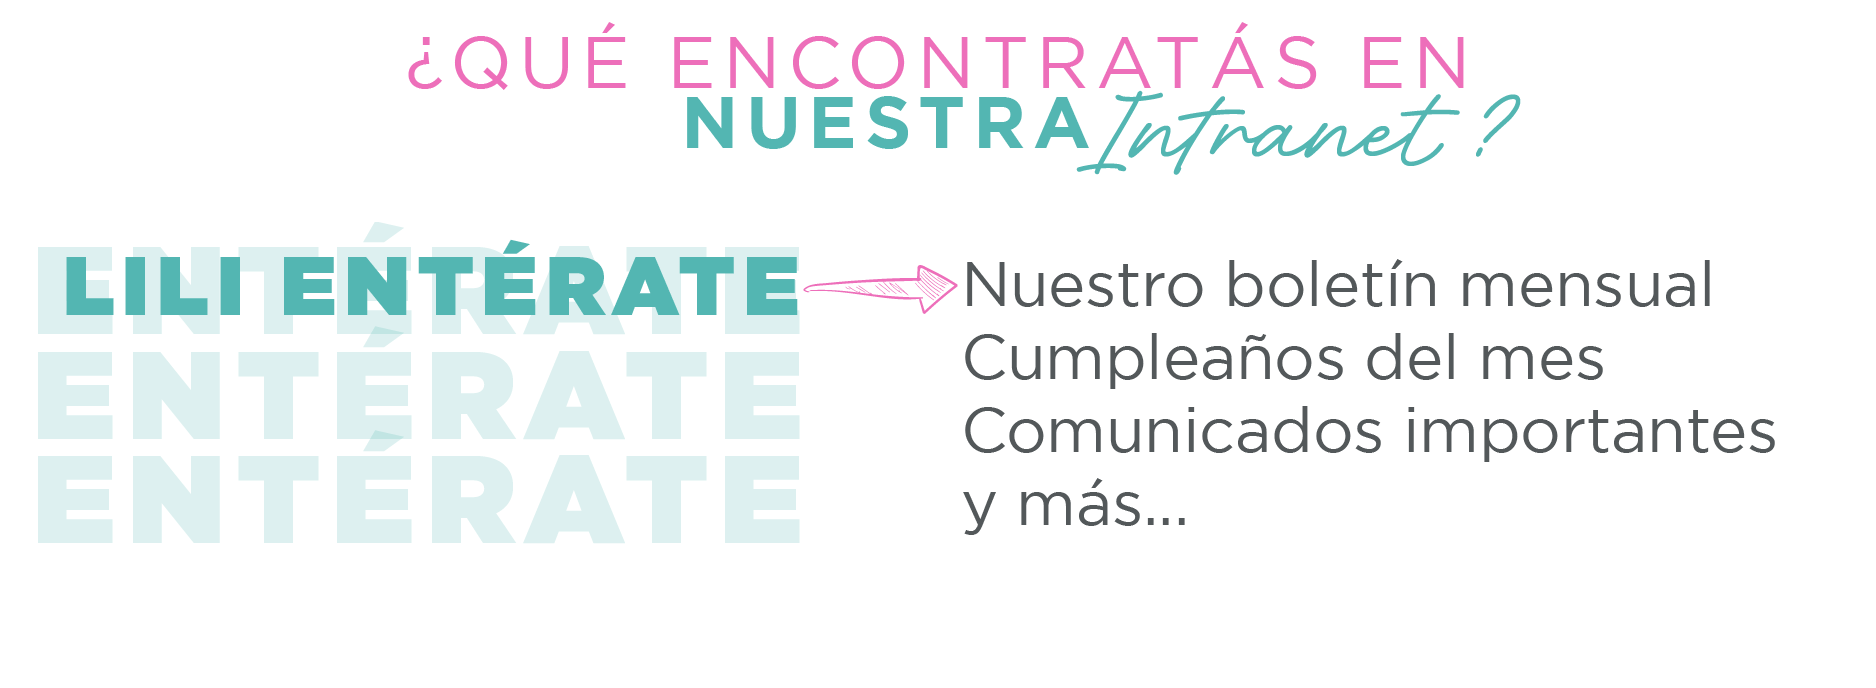 ¿QUÉ ENCONTRATÁS EN
NUESTRA Intranet?
LILI ENTÉRATE
ENTÉRATE
ENTÉRATE
ENTÉRATE
Nuestro boletín mensual
Cumpleaños del mes
Comunicados importantes
y más...